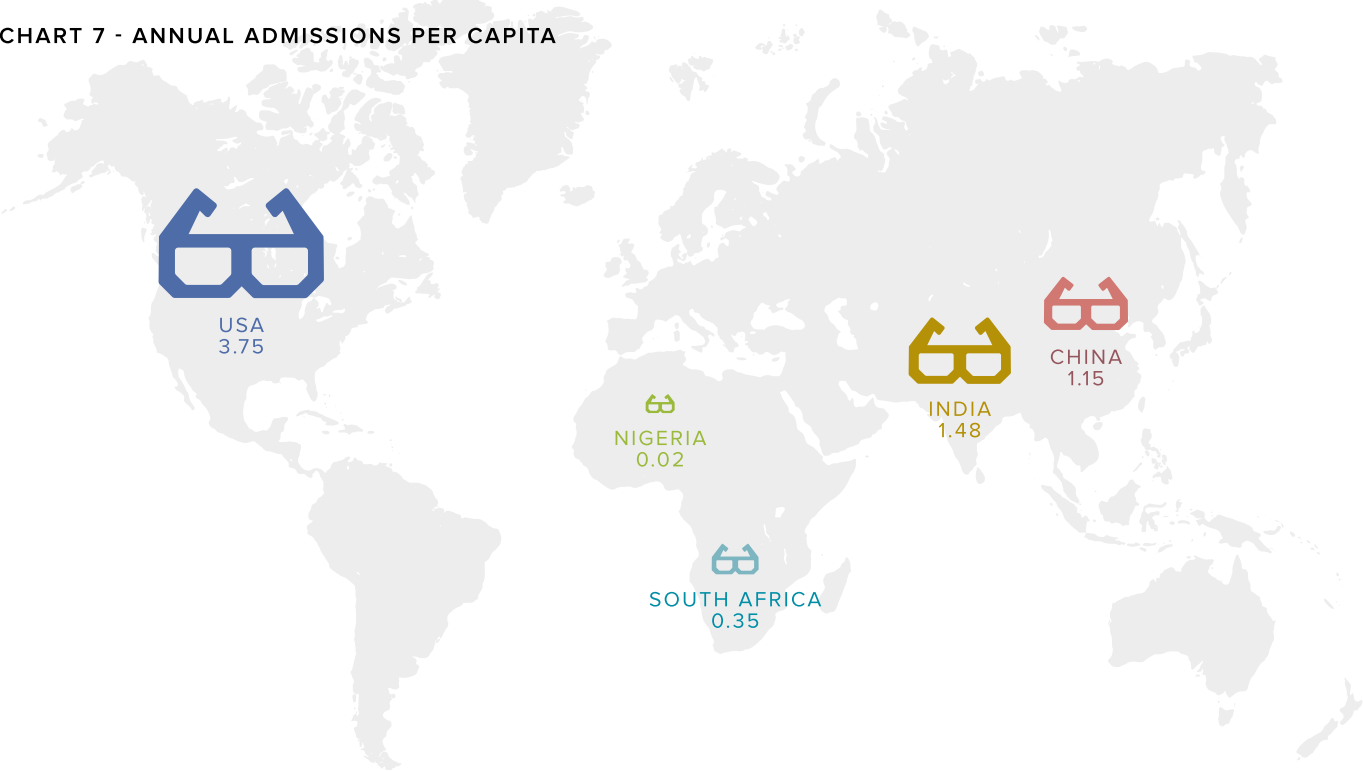 CHART 7 - ANNUAL ADMISSIONS PER CAPITA
USA
3.75
CHINA
1.15
INDIA
1.48
NIGERIA
0.02
SOUTH AFRICA
0.35